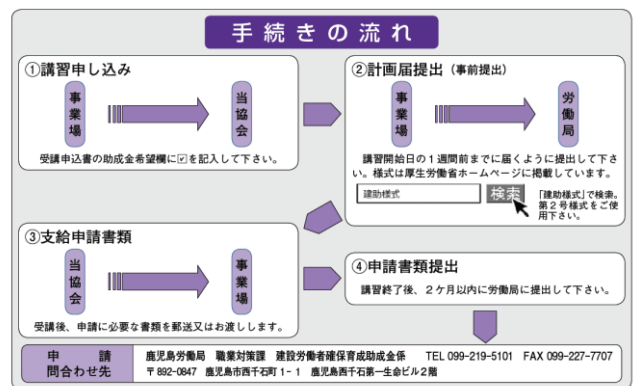 手続きの流れ
①講習申し込み
事業場
当協会
受講申込書の助成金希望欄に☑を記入して下さい。
②計画届提出（事前提出）
事業場
労働局
講習開始日の１週間前までに届くように提出して下さ
い。様式は厚生労働省ホームページに掲載しています。
建助様式
検索
「建助様式」で検索。
第２号様式をご使
用下さい。
③支給申請書類
当協会
事業場
受講後、申請に必要な書類を郵送又はお渡しします。
④申請書類提出
講習終了後、２ケ月以内に労働局に提出して下さい。
申請
問合わせ先
鹿児島労働局 職業対策課 建設労働者確保育成助成金係 TEL 099-219-5101 FAX 099-227-7707
〒892-0847 鹿児島市西千石町１-１ 鹿児島西千石第一生命ビル２階